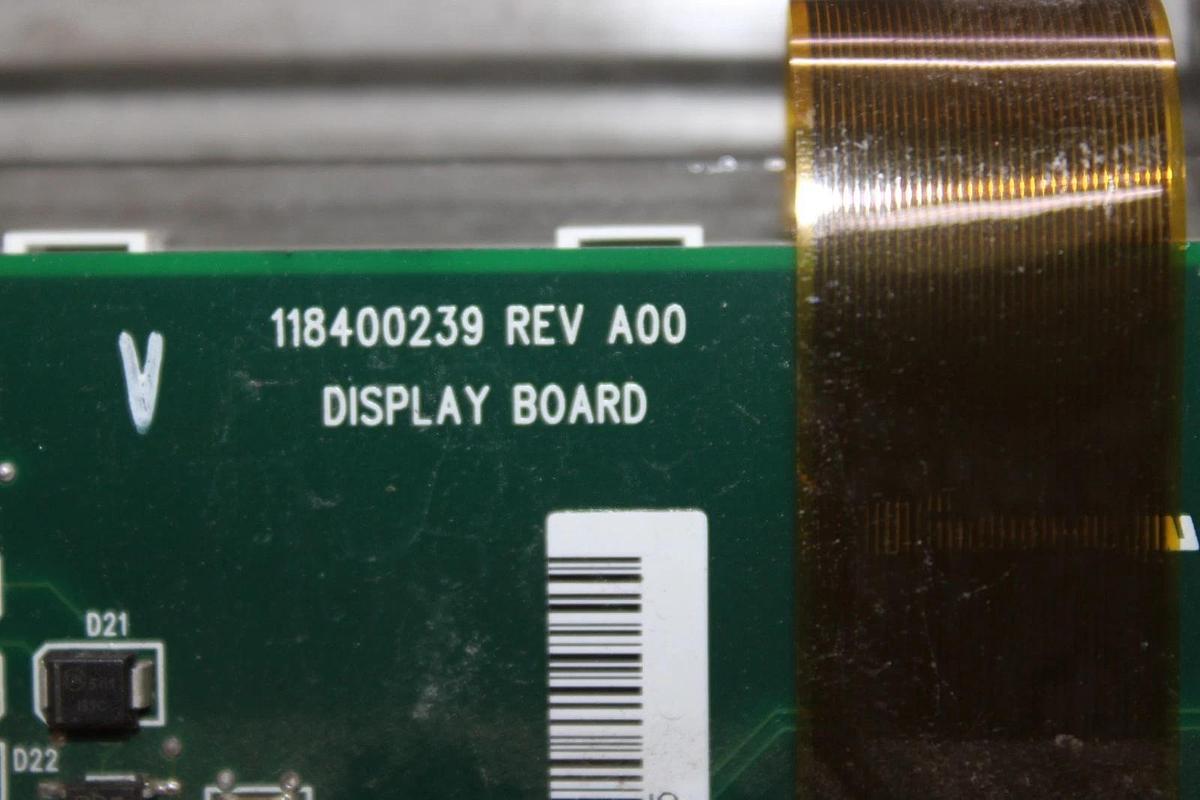 118400239 REV A00
V
DISPLAY BOARD
D21
D22